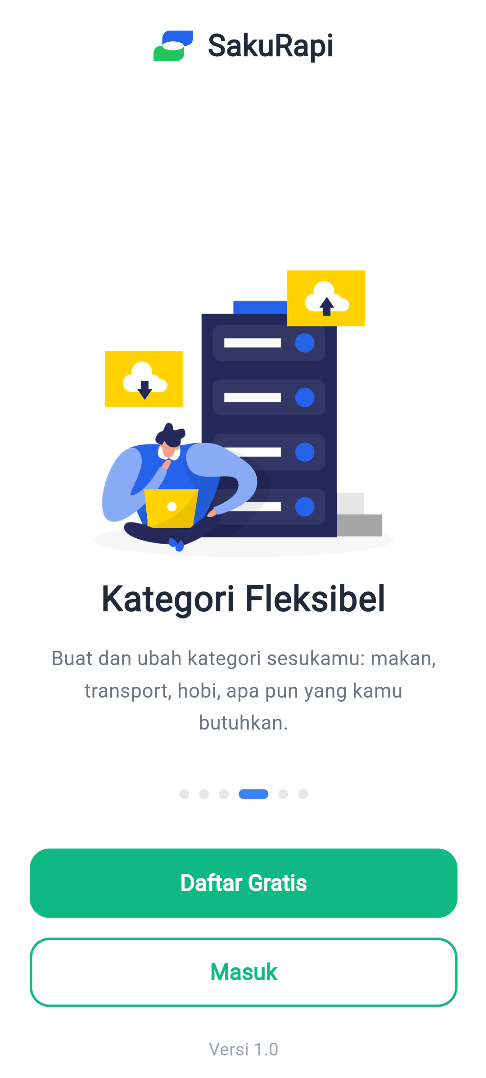 SakuRapi
Kategori Fleksibel
Buat dan ubah kategori sesukamu: makan,
transport, hobi, apa pun yang kamu
butuhkan.
Daftar Gratis
Masuk
Versi 1.0